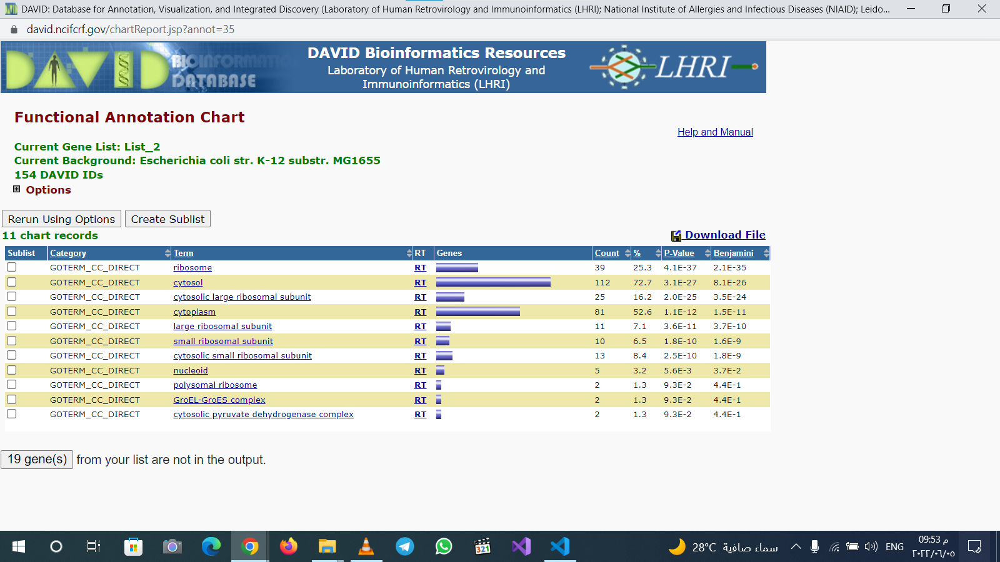 DAVID: Database for Annotation, Visualization, and Integrated Discovery (Laboratory of Human Retrovirology and Immunoinformatics (LHRI); National Institute of Allergies and Infectious Diseases (NIAID); Leido...
david.ncifcrf.gov/chartReport.jsp?annot=35
DAVID BIOINFORMATICS DATABASE
DAVID Bioinformatics Resources
Laboratory of Human Retrovirology and
Immunoinformatics (LHRI)
LHRI
Functional Annotation Chart
Help and Manual
Current Gene List: List_2
Current Background: Escherichia coli str. K-12 substr. MG1655
154 DAVID IDs
Options
Rerun Using Options Create Sublist
11 chart records Download File
Sublist Category Term RT Genes Count % P-Value Benjamini
GOTERM_CC_DIRECT ribosome RT 39 25.3 4.1E-37 2.1E-35
GOTERM_CC_DIRECT cytosol RT 112 72.7 3.1E-27 8.1E-26
GOTERM_CC_DIRECT cytosolic large ribosomal subunit RT 25 16.2 2.0E-25 3.5E-24
GOTERM_CC_DIRECT cytoplasm RT 81 52.6 1.1E-12 1.5E-11
GOTERM_CC_DIRECT large ribosomal subunit RT 11 7.1 3.6E-11 3.7E-10
GOTERM_CC_DIRECT small ribosomal subunit RT 10 6.5 1.8E-10 1.6E-9
GOTERM_CC_DIRECT cytosolic small ribosomal subunit RT 13 8.4 2.5E-10 1.8E-9
GOTERM_CC_DIRECT nucleoid RT 5 3.2 5.6E-3 3.7E-2
GOTERM_CC_DIRECT polysomal ribosome RT 2 1.3 9.3E-2 4.4E-1
GOTERM_CC_DIRECT GroEL-GroES complex RT 2 1.3 9.3E-2 4.4E-1
GOTERM_CC_DIRECT cytosolic pyruvate dehydrogenase complex RT 2 1.3 9.3E-2 4.4E-1
19 gene(s) from your list are not in the output.
321
28°C سماء صافية ENG
09:53 م
٢٠٢٢/٠٦/٠٥